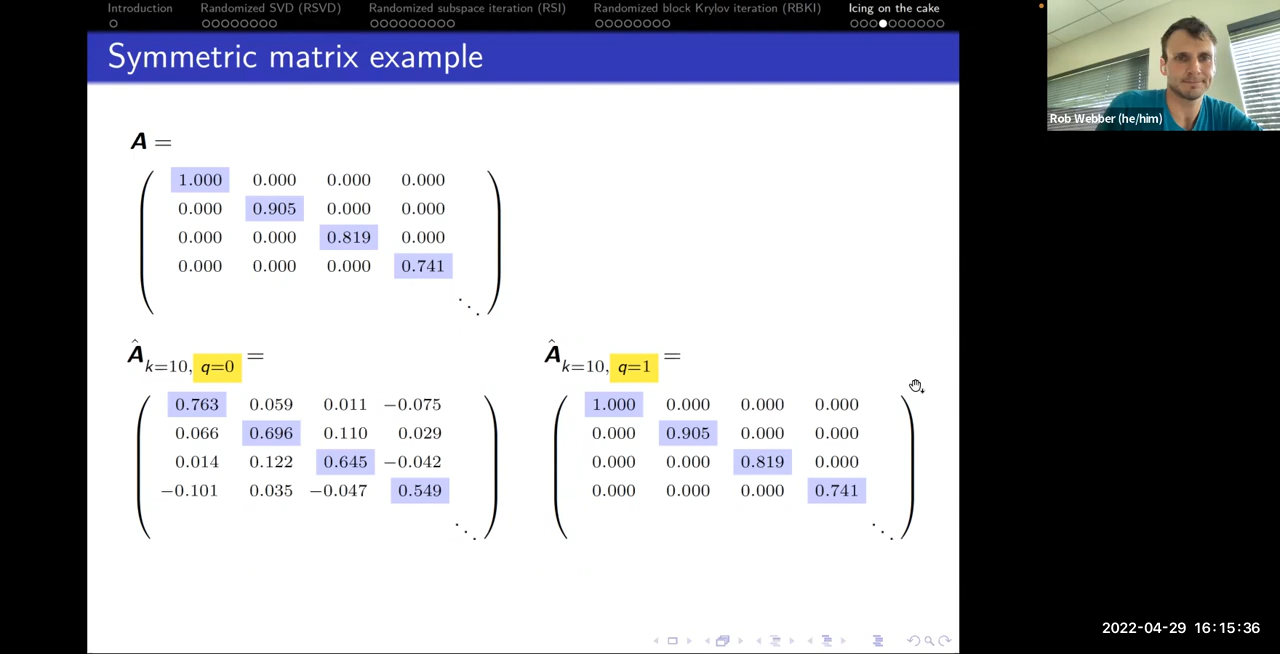 Introduction Randomized SVD (RSVD) Randomized subspace iteration (RSI) Randomized block Krylov iteration (RBKI) Icing on the cake
Symmetric matrix example
A =
1.000 0.000 0.000 0.000
0.000 0.905 0.000 0.000
0.000 0.000 0.819 0.000
0.000 0.000 0.000 0.741
⋱
Â k=10, q=0 =
0.763 0.059 0.011 −0.075
0.066 0.696 0.110 0.029
0.014 0.122 0.645 −0.042
−0.101 0.035 −0.047 0.549
⋱
Â k=10, q=1 =
1.000 0.000 0.000 0.000
0.000 0.905 0.000 0.000
0.000 0.000 0.819 0.000
0.000 0.000 0.000 0.741
⋱
Rob Webber (he/him)
2022-04-29 16:15:36